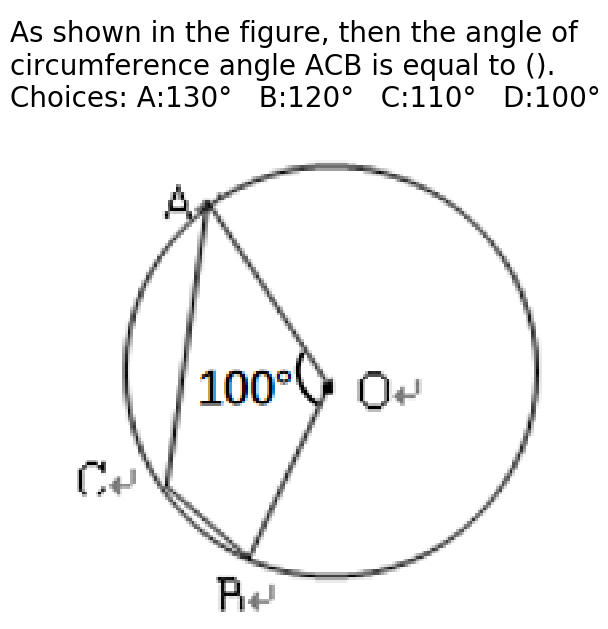 As shown in the figure, then the angle of
circumference angle ACB is equal to ().
Choices: A:130° B:120° C:110° D:100°
A
100°
O↵
C↵
B↵